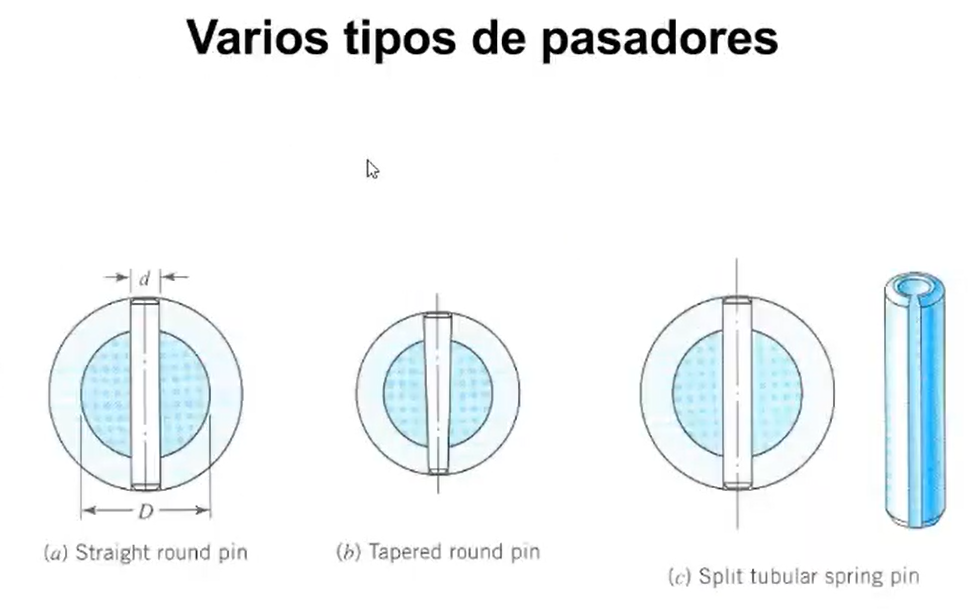 Varios tipos de pasadores
d
D
(a) Straight round pin
(b) Tapered round pin
(c) Split tubular spring pin